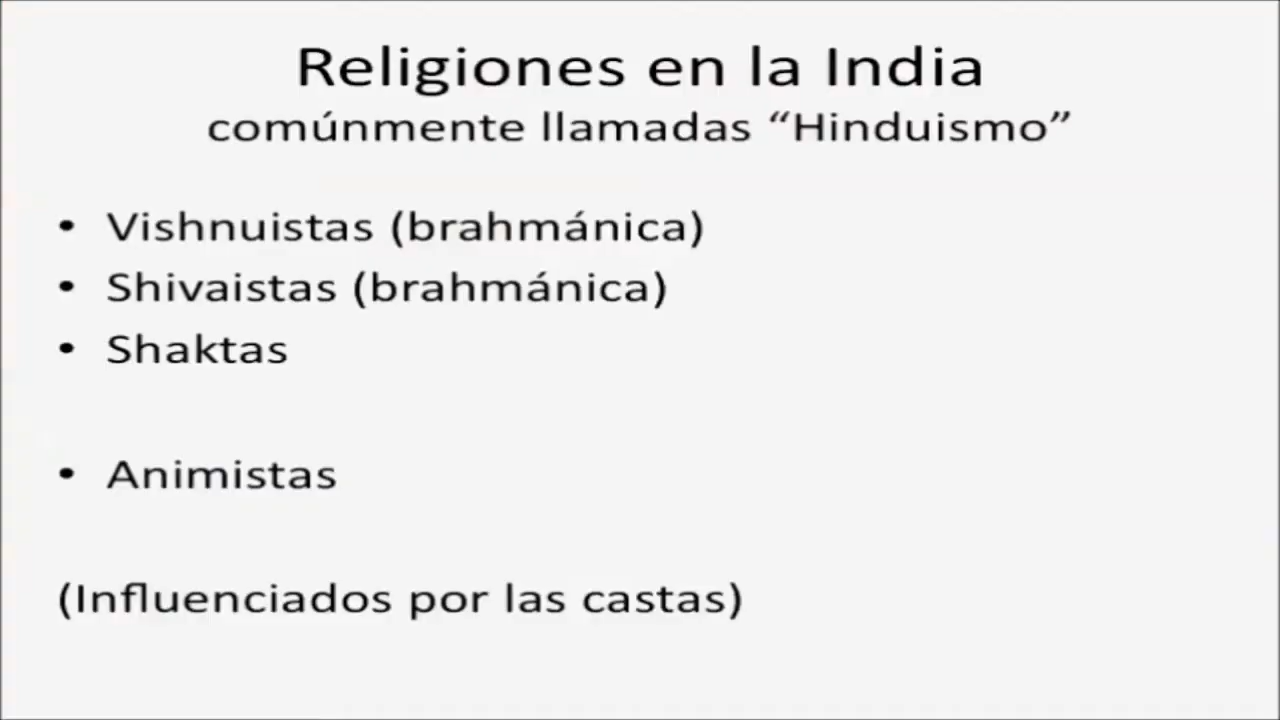 Religiones en la India
comúnmente llamadas “Hinduismo”
• Vishnuistas (brahmánica)
• Shivaistas (brahmánica)
• Shaktas
• Animistas
(Influenciados por las castas)